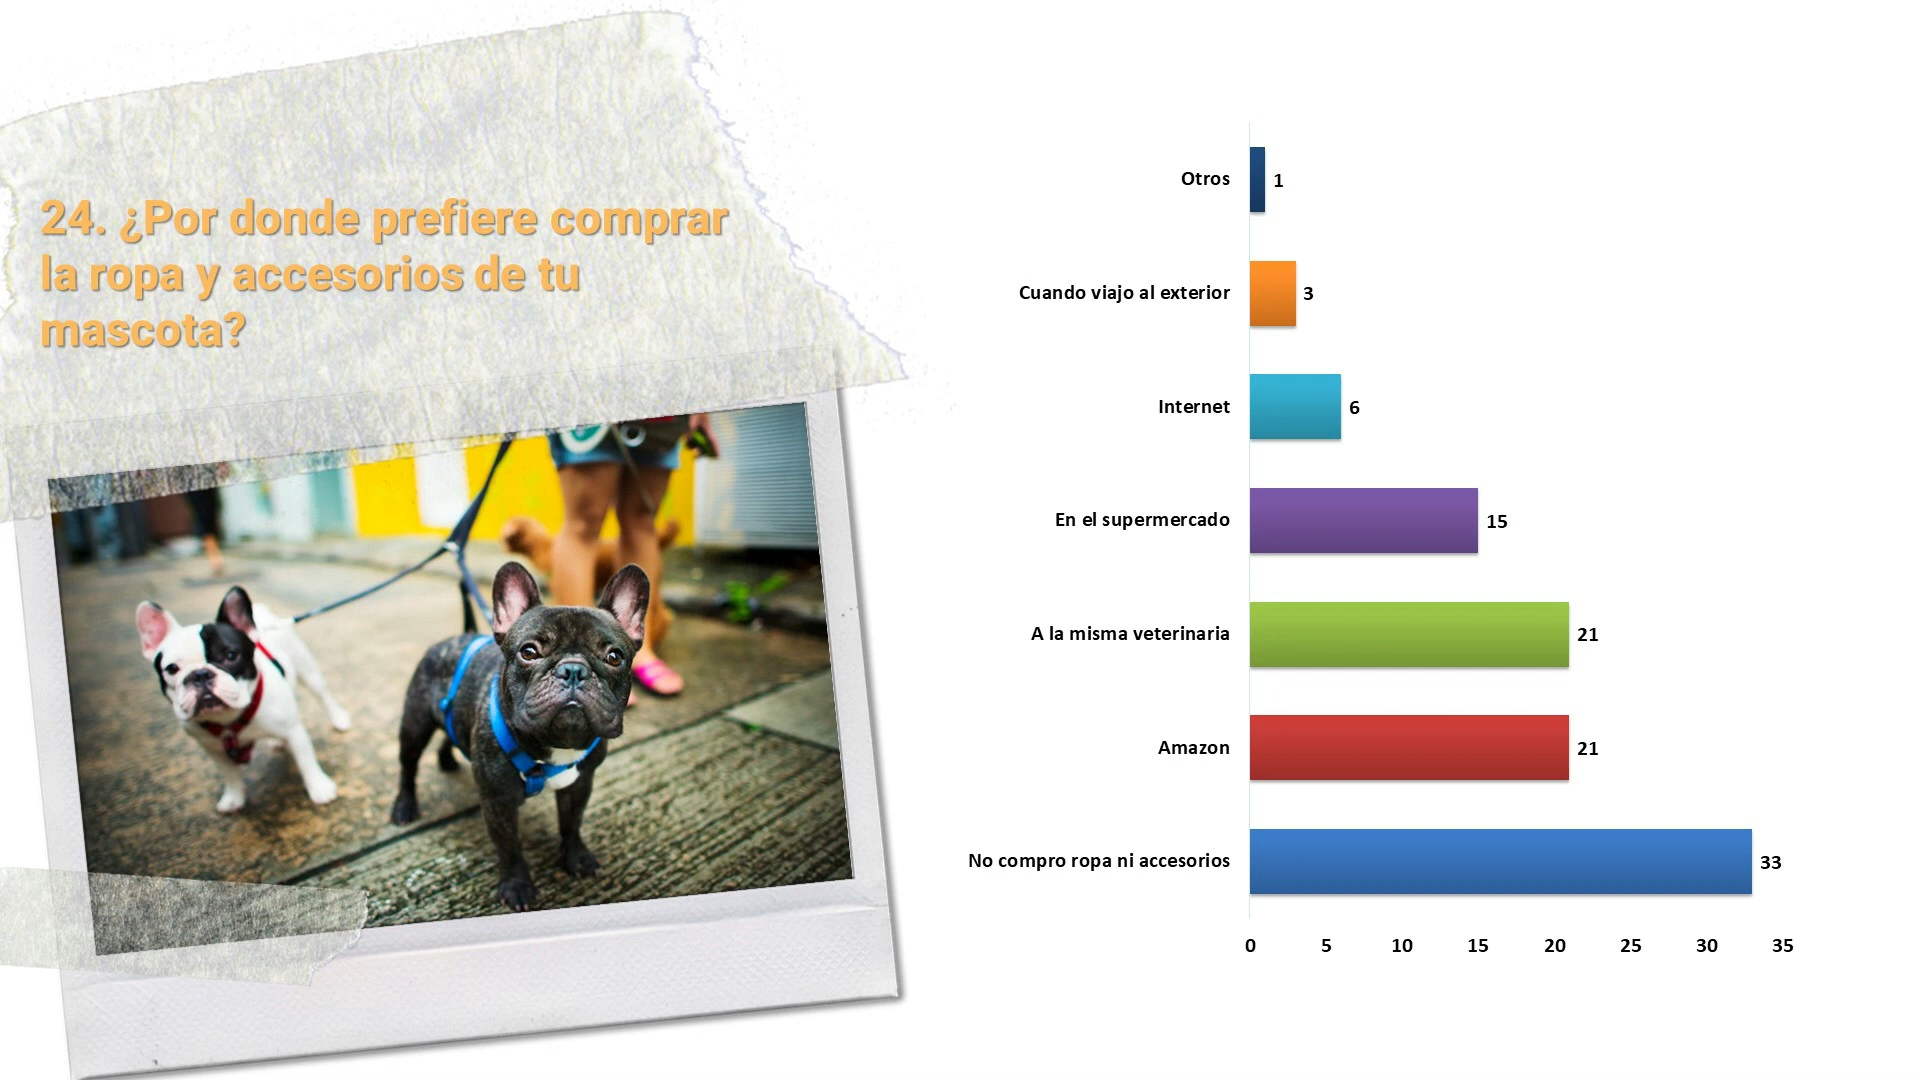 24. ¿Por donde prefiere comprar
la ropa y accesorios de tu
mascota?
Otros 1
Cuando viajo al exterior 3
Internet 6
En el supermercado 15
A la misma veterinaria 21
Amazon 21
No compro ropa ni accesorios 33
0 5 10 15 20 25 30 35